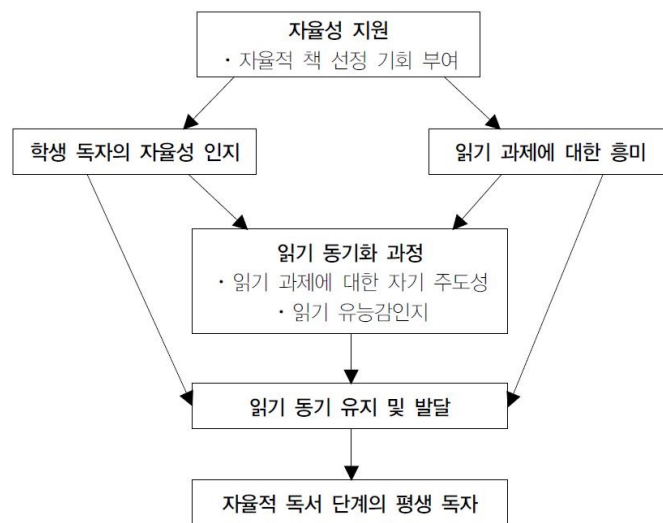 자율성 지원
· 자율적 책 선정 기회 부여
학생 독자의 자율성 인지
읽기 과제에 대한 흥미
읽기 동기화 과정
· 읽기 과제에 대한 자기 주도성
· 읽기 유능감인지
읽기 동기 유지 및 발달
자율적 독서 단계의 평생 독자